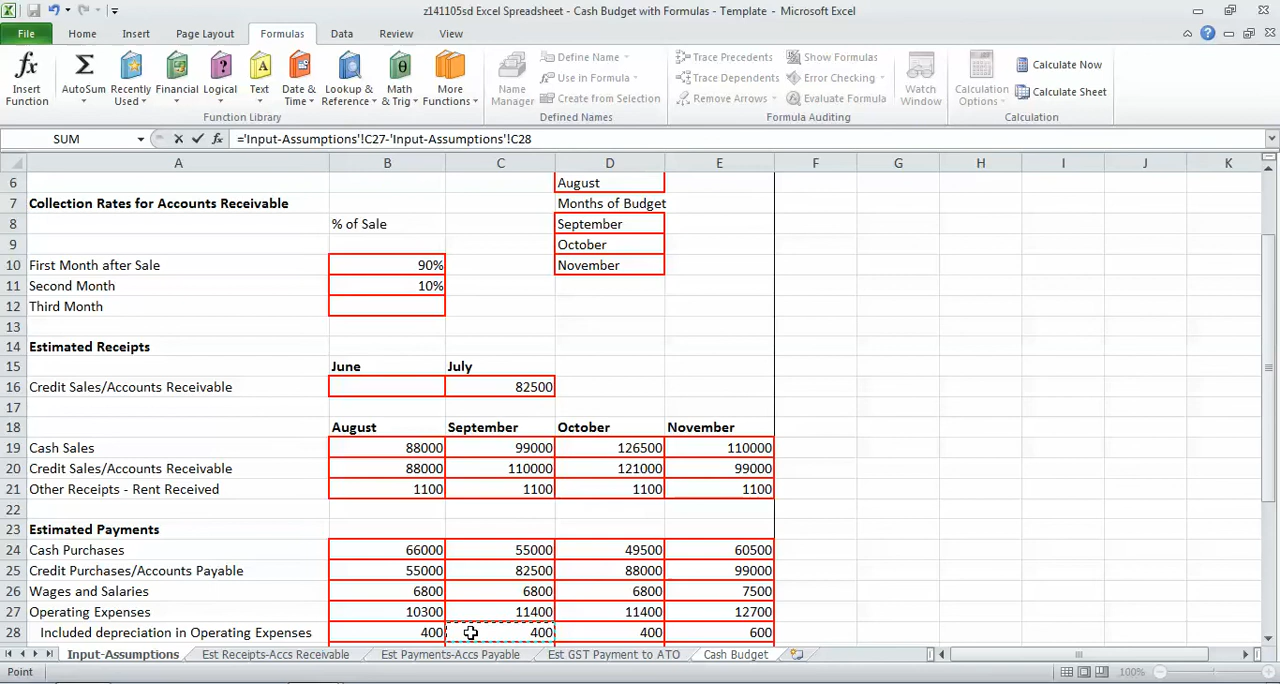 z141105sd Excel Spreadsheet - Cash Budget with Formulas - Template - Microsoft Excel
File Home Insert Page Layout Formulas Data Review View
Insert Function
AutoSum
Recently Used
Financial
Logical
Text
Date & Time
Lookup & Reference
Math & Trig
More Functions
Function Library
Name Manager
Define Name
Use in Formula
Create from Selection
Defined Names
Trace Precedents
Trace Dependents
Remove Arrows
Show Formulas
Error Checking
Evaluate Formula
Watch Window
Formula Auditing
Calculation Options
Calculate Now
Calculate Sheet
Calculation
SUM ='Input-Assumptions'!C27-'Input-Assumptions'!C28
A B C D E F G H I J K
6 August
7 Collection Rates for Accounts Receivable Months of Budget
8 % of Sale September
9 October
10 First Month after Sale 90% November
11 Second Month 10%
12 Third Month
13
14 Estimated Receipts
15 June July
16 Credit Sales/Accounts Receivable 82500
17
18 August September October November
19 Cash Sales 88000 99000 126500 110000
20 Credit Sales/Accounts Receivable 88000 110000 121000 99000
21 Other Receipts - Rent Received 1100 1100 1100 1100
22
23 Estimated Payments
24 Cash Purchases 66000 55000 49500 60500
25 Credit Purchases/Accounts Payable 55000 82500 88000 99000
26 Wages and Salaries 6800 6800 6800 7500
27 Operating Expenses 10300 11400 11400 12700
28 Included depreciation in Operating Expenses 400 400 400 600
Input-Assumptions Est Receipts-Accs Receivable Est Payments-Accs Payable Est GST Payment to ATO Cash Budget
Point 100%